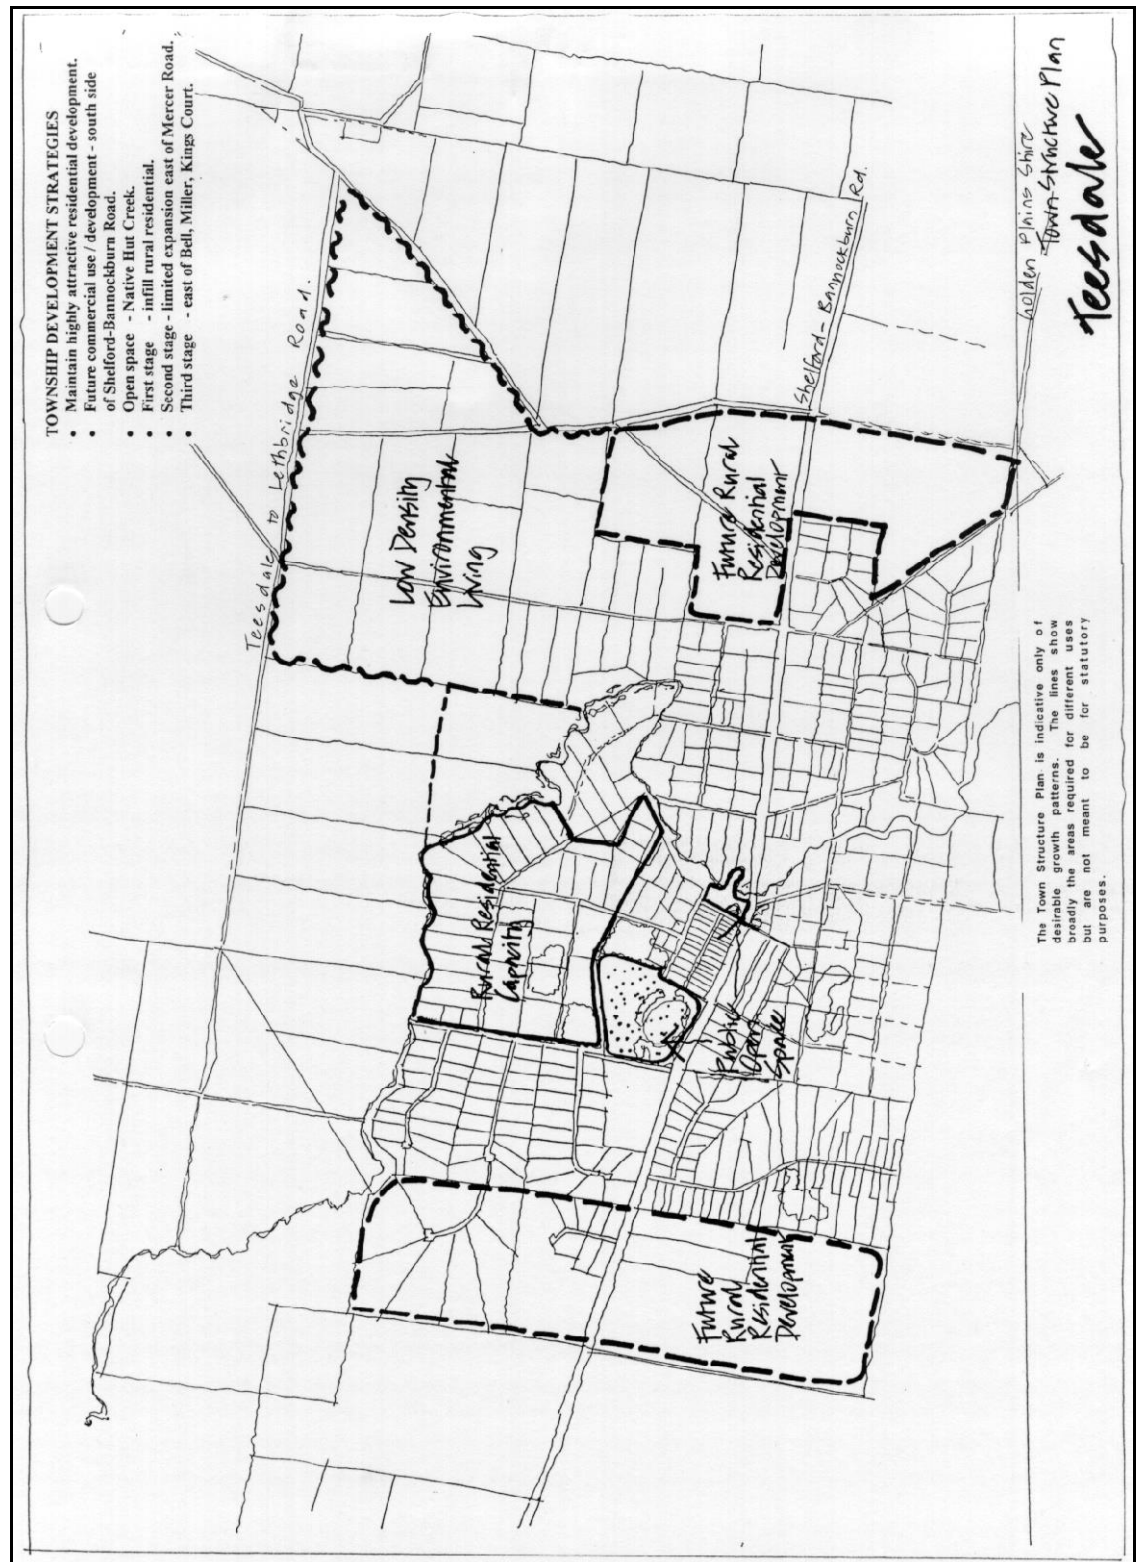 TOWNSHIP DEVELOPMENT STRATEGIES
• Maintain highly attractive residential development.
• Future commercial use / development - south side
of Shelford-Bannockburn Road.
• Open space - Native Hut Creek.
• First stage - infill rural residential.
• Second stage - limited expansion east of Mercer Road.
• Third stage - east of Bell, Miller, Kings Court.
Teesdale to Lethbridge Road.
Low Density
Environmental
Living
Rural Residential
Capacity
Future Rural
Residential
Development
Shelford-Bannockburn Rd.
Public
Open
Space
Future
Rural
Residential
Development
The Town Structure Plan is indicative only of
desirable growth patterns. The lines show
broadly the areas required for different uses
but are not meant to be for statutory
purposes.
Golden Plains Shire
Town Structure Plan
Teesdale